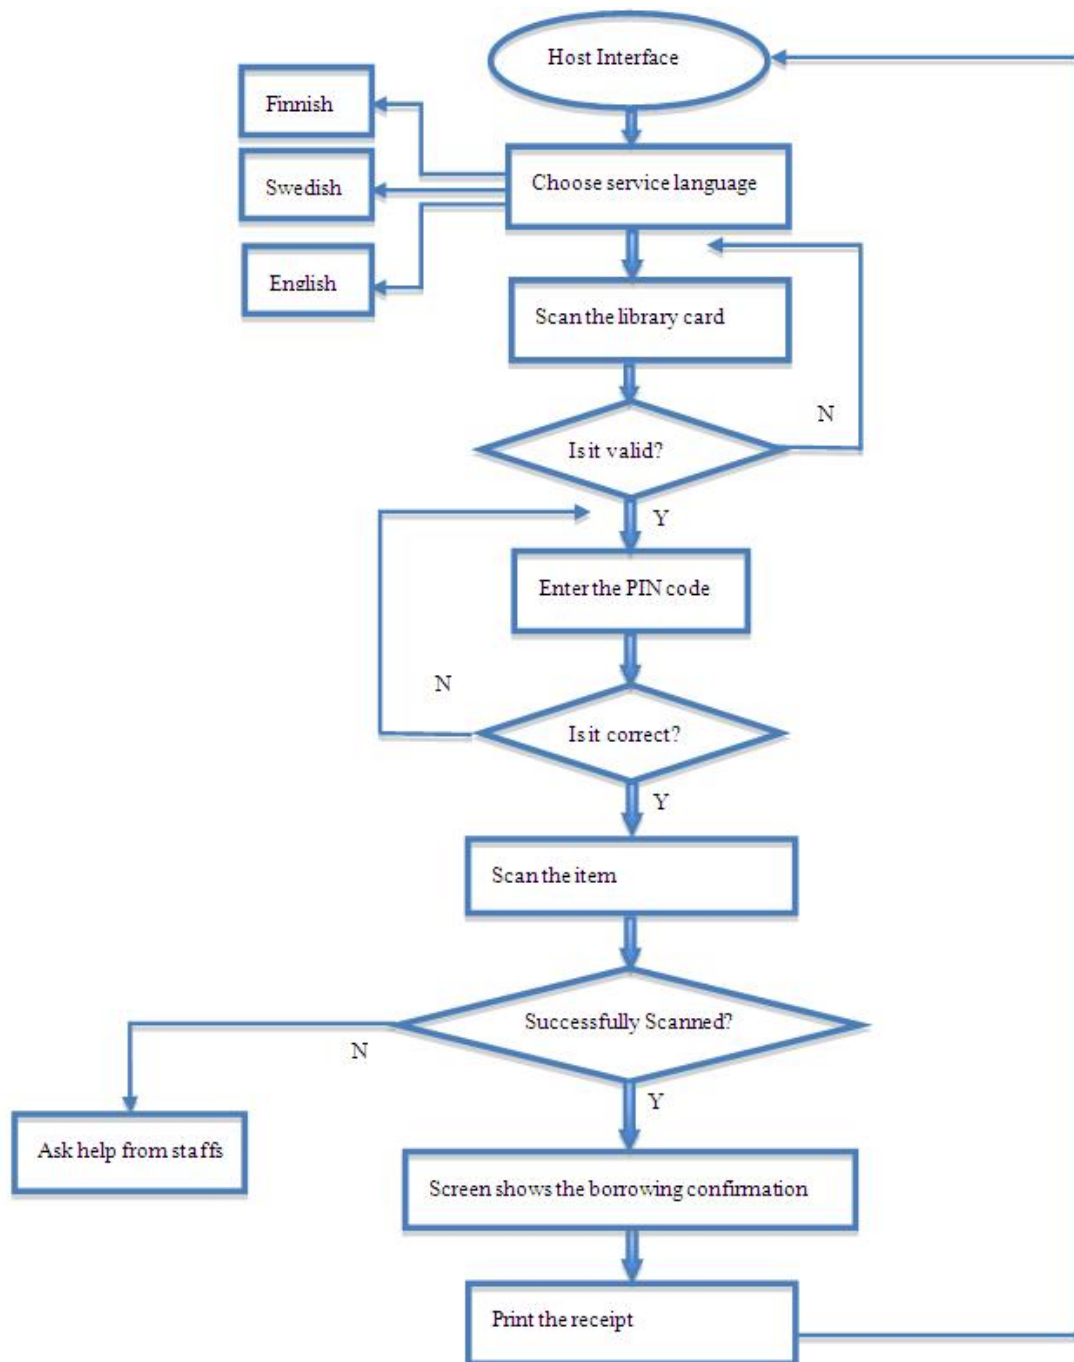 Host Interface
Finnish
Choose service language
Swedish
English
Scan the library card
N
Is it valid?
Y
Enter the PIN code
N
Is it correct?
Y
Scan the item
Successfully Scanned?
N
Y
Ask help from staffs
Screen shows the borrowing confirmation
Print the receipt